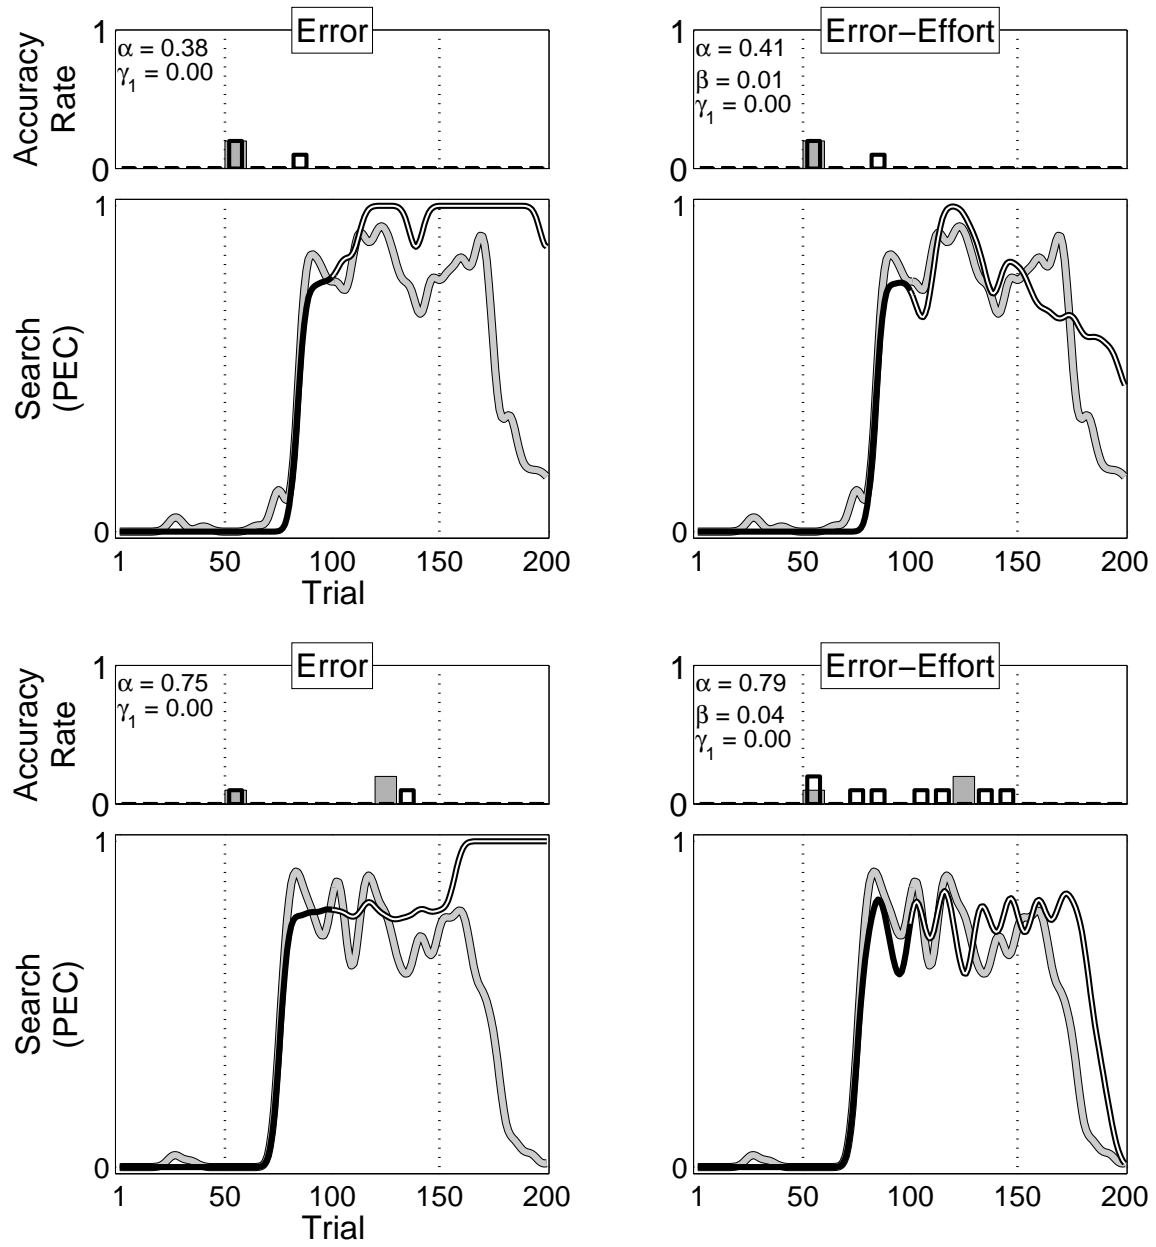 Error
1
α = 0.38
γ1 = 0.00
0
Accuracy
Rate
Error–Effort
1
α = 0.41
β = 0.01
γ1 = 0.00
0
1
0
Search
(PEC)
1 50 100 150 200
Trial
1
0
1 50 100 150 200
Error
1
α = 0.75
γ1 = 0.00
0
Accuracy
Rate
Error–Effort
1
α = 0.79
β = 0.04
γ1 = 0.00
0
1
0
Search
(PEC)
1 50 100 150 200
Trial
1
0
1 50 100 150 200